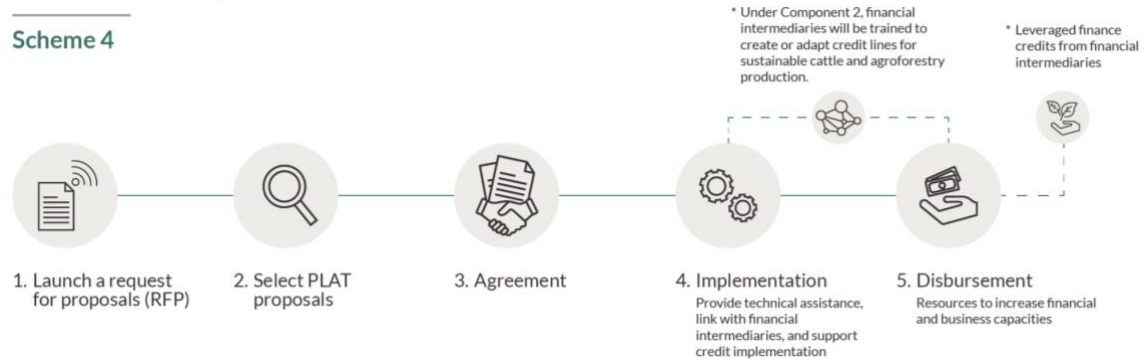 Scheme 4
* Under Component 2, financial
intermediaries will be trained to
create or adapt credit lines for
sustainable cattle and agroforestry
production.
* Leveraged finance
credits from financial
intermediaries
1. Launch a request
for proposals (RFP)
2. Select PLAT
proposals
3. Agreement
4. Implementation
Provide technical assistance,
link with financial
intermediaries, and support
credit implementation
5. Disbursement
Resources to increase financial
and business capacities